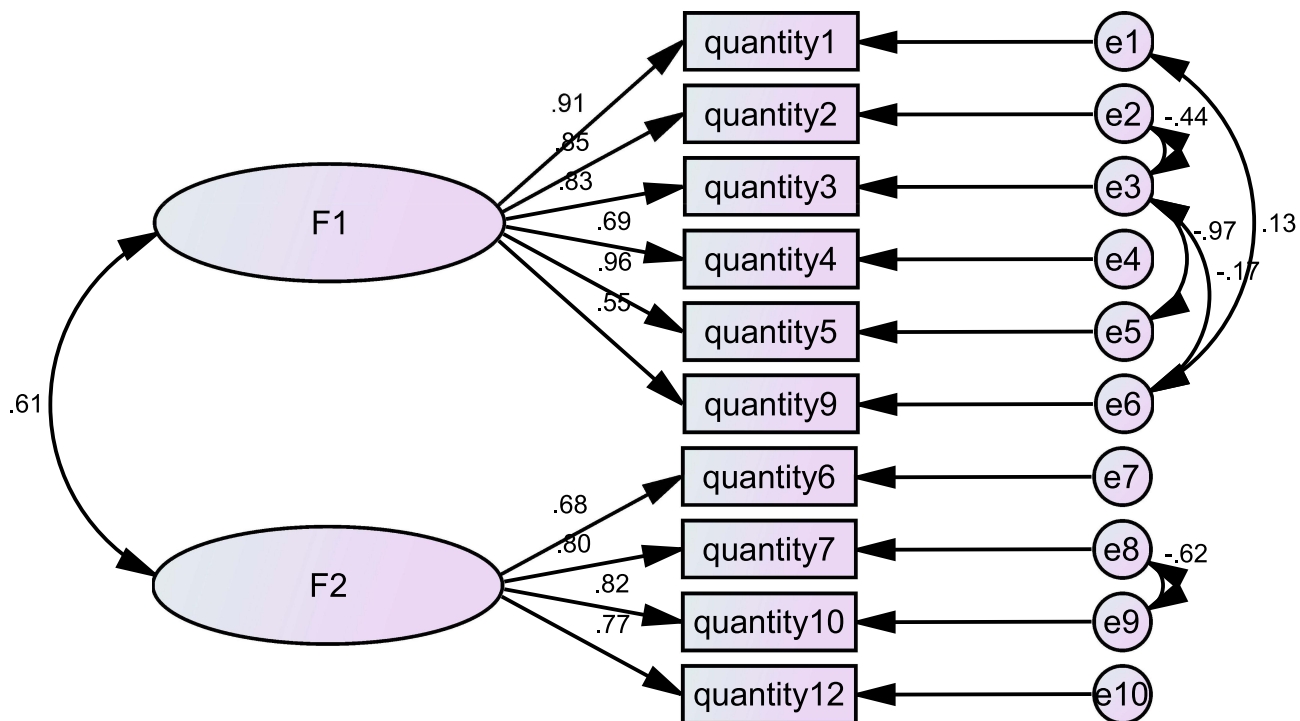 quantity1
e1
.91
quantity2
e2
-.44
.85
.83
quantity3
e3
F1
.69
-.97
.13
quantity4
e4
.96
-.17
.55
quantity5
e5
.61
quantity9
e6
quantity6
e7
.68
.80
quantity7
e8
-.62
F2
.82
quantity10
e9
.77
quantity12
e10